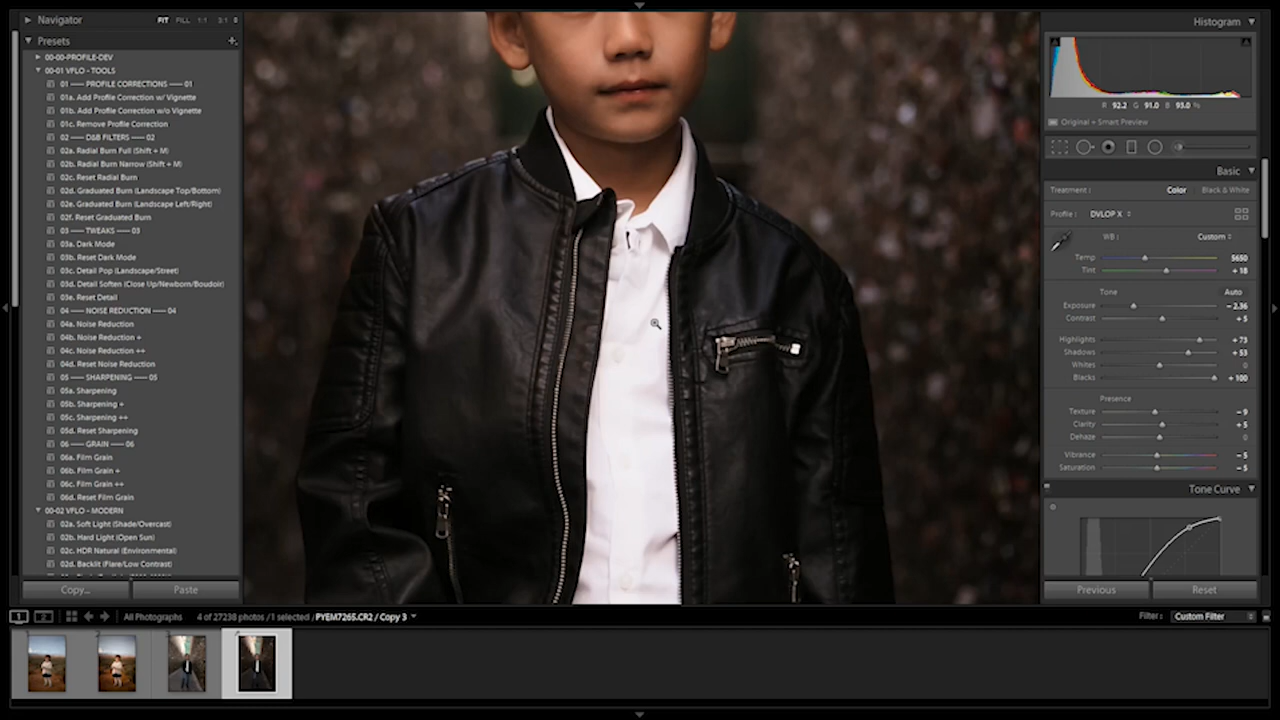 Navigator FIT FILL 1:1 3:1
Presets +
00-00-PROFILE-DEV
00-01 VFLO - TOOLS
01 —— PROFILE CORRECTIONS —— 01
01a. Add Profile Correction w/ Vignette
01b. Add Profile Correction w/o Vignette
01c. Remove Profile Correction
02 —— D&B FILTERS —— 02
02a. Radial Burn Full (Shift + M)
02b. Radial Burn Narrow (Shift + M)
02c. Reset Radial Burn
02d. Graduated Burn (Landscape Top/Bottom)
02e. Graduated Burn (Landscape Left/Right)
02f. Reset Graduated Burn
03 —— TWEAKS —— 03
03a. Dark Mode
03b. Reset Dark Mode
03c. Detail Pop (Landscape/Street)
03d. Detail Soften (Close Up/Newborn/Boudoir)
03e. Reset Detail
04 —— NOISE REDUCTION —— 04
04a. Noise Reduction
04b. Noise Reduction +
04c. Noise Reduction ++
04d. Reset Noise Reduction
05 —— SHARPENING —— 05
05a. Sharpening
05b. Sharpening +
05c. Sharpening ++
05d. Reset Sharpening
06 —— GRAIN —— 06
06a. Film Grain
06b. Film Grain +
06c. Film Grain ++
06d. Reset Film Grain
00-02 VFLO - MODERN
02a. Soft Light (Shade/Overcast)
02b. Hard Light (Open Sun)
02c. HDR Natural (Environmental)
02d. Backlit (Flare/Low Contrast)
Copy... Paste
Histogram
R 92.2 G 91.0 B 93.0 %
Original + Smart Preview
Basic
Treatment : Color Black & White
Profile : DVLOP X
WB : Custom
Temp 5650
Tint + 18
Tone Auto
Exposure − 2.36
Contrast + 5
Highlights + 73
Shadows + 53
Whites 0
Blacks + 100
Presence
Texture − 9
Clarity + 5
Dehaze 0
Vibrance − 5
Saturation − 5
Tone Curve
Previous Reset
1 2 All Photographs 4 of 27238 photos / 1 selected / PYEM7265.CR2 / Copy 3 Filter : Custom Filter